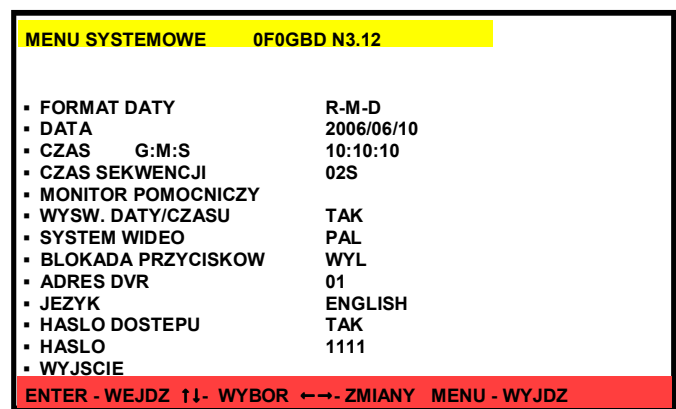 MENU SYSTEMOWE 0F0GBD N3.12
▪ FORMAT DATY R-M-D
▪ DATA 2006/06/10
▪ CZAS G:M:S 10:10:10
▪ CZAS SEKWENCJI 02S
▪ MONITOR POMOCNICZY
▪ WYSW. DATY/CZASU TAK
▪ SYSTEM WIDEO PAL
▪ BLOKADA PRZYCISKOW WYL
▪ ADRES DVR 01
▪ JEZYK ENGLISH
▪ HASLO DOSTEPU TAK
▪ HASLO 1111
▪ WYJSCIE
ENTER - WEJDZ ↑↓- WYBOR ←→- ZMIANY MENU - WYJDZ